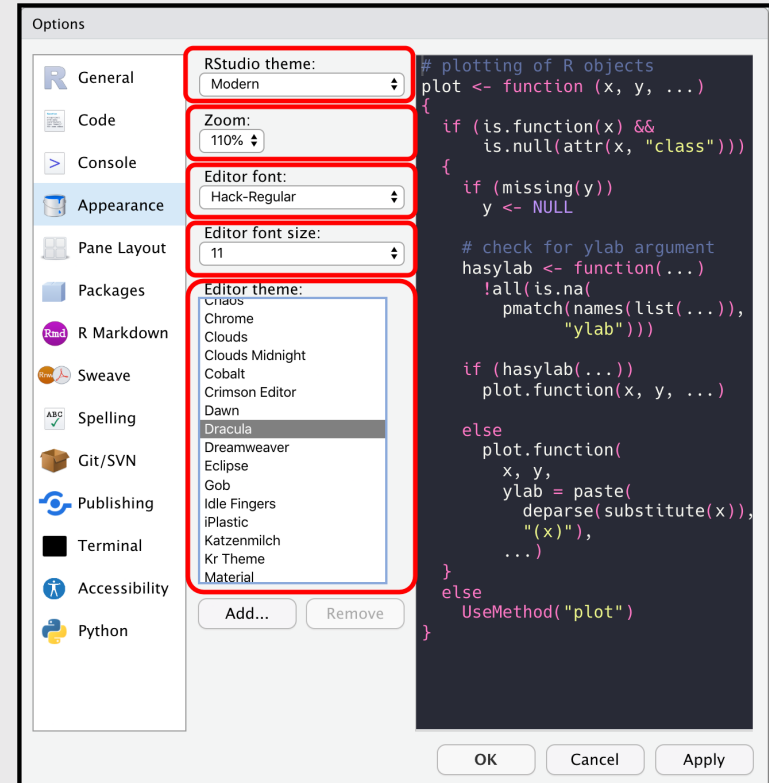 Options
General
Code
Console
Appearance
Pane Layout
Packages
Rmd R Markdown
Sweave
ABC Spelling
Git/SVN
Publishing
Terminal
Accessibility
Python
RStudio theme:
Modern
Zoom:
110%
Editor font:
Hack-Regular
Editor font size:
11
Editor theme:
Chaos
Chrome
Clouds
Clouds Midnight
Cobalt
Crimson Editor
Dawn
Dracula
Dreamweaver
Eclipse
Gob
Idle Fingers
iPlastic
Katzenmilch
Kr Theme
Material
Add...
Remove
# plotting of R objects
plot <- function (x, y, ...)
{
  if (is.function(x) &&
      is.null(attr(x, "class")))
  {
    if (missing(y))
      y <- NULL

    # check for ylab argument
    hasylab <- function(...)
      !all(is.na(
        pmatch(names(list(...)),
              "ylab")))

    if (hasylab(...))
      plot.function(x, y, ...)

    else
      plot.function(
        x, y,
        ylab = paste(
          deparse(substitute(x)),
          "(x)"),
        ...)
  }
  else
    UseMethod("plot")
}
OK
Cancel
Apply